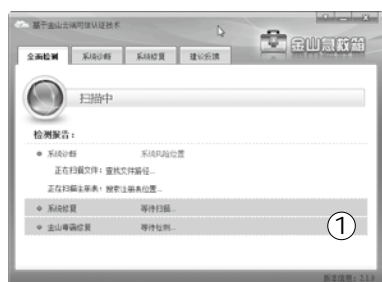 基于金山云端可信认证技术
金山急救箱
全面检测 系统诊断 系统修复 建议反馈
扫描中
检测报告：
系统诊断 系统风险位置
正在扫描文件：查找文件路径...
正在扫描注册表：搜索注册表位置...
系统修复 等待扫描...
金山毒霸修复 等待检测...
①